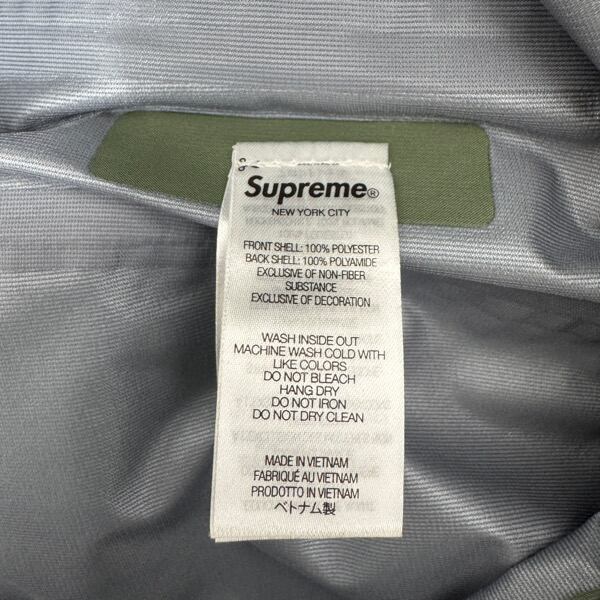 Supreme®
NEW YORK CITY
FRONT SHELL: 100% POLYESTER
BACK SHELL: 100% POLYAMIDE
EXCLUSIVE OF NON-FIBER
SUBSTANCE
EXCLUSIVE OF DECORATION
WASH INSIDE OUT
MACHINE WASH COLD WITH
LIKE COLORS
DO NOT BLEACH
HANG DRY
DO NOT IRON
DO NOT DRY CLEAN
MADE IN VIETNAM
FABRIQUÉ AU VIETNAM
PRODOTTO IN VIETNAM
ベトナム製